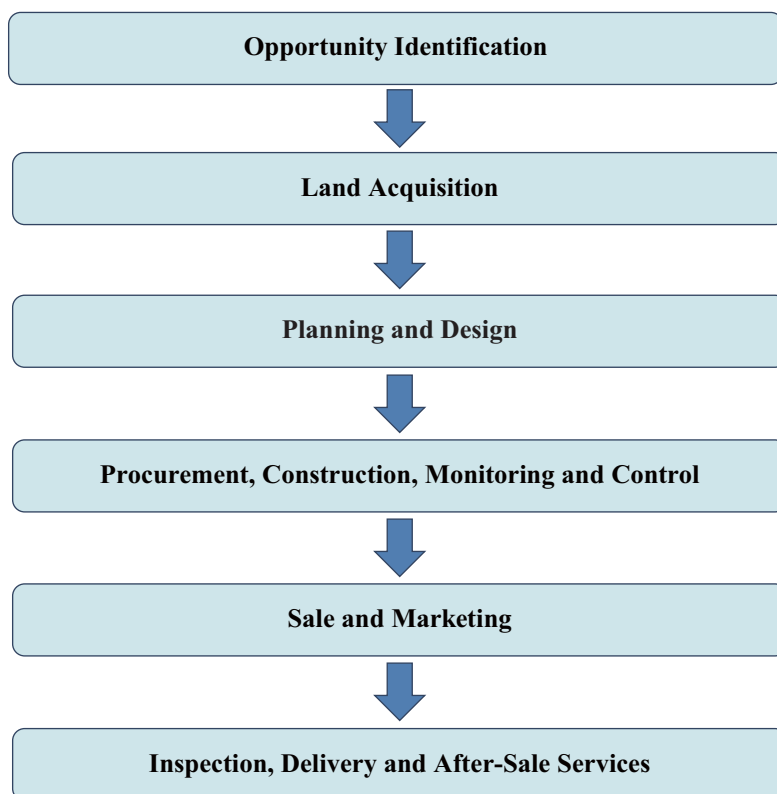 Opportunity Identification
Land Acquisition
Planning and Design
Procurement, Construction, Monitoring and Control
Sale and Marketing
Inspection, Delivery and After-Sale Services